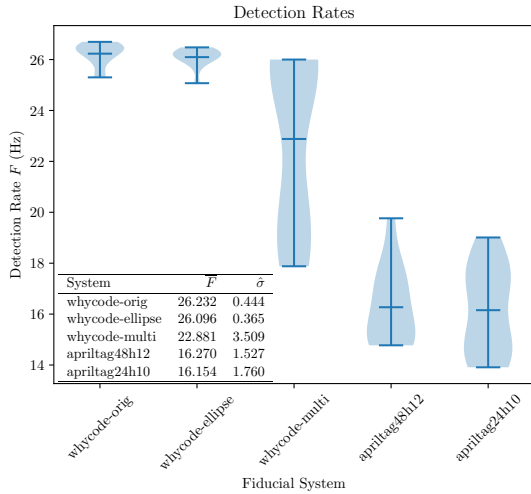 Detection Rates
Detection Rate F (Hz)
26
24
22
20
18
16
14
System F̅ σ̂
whycode-orig 26.232 0.444
whycode-ellipse 26.096 0.365
whycode-multi 22.881 3.509
apriltag48h12 16.270 1.527
apriltag24h10 16.154 1.760
whycode-orig
whycode-ellipse
whycode-multi
apriltag48h12
apriltag24h10
Fiducial System